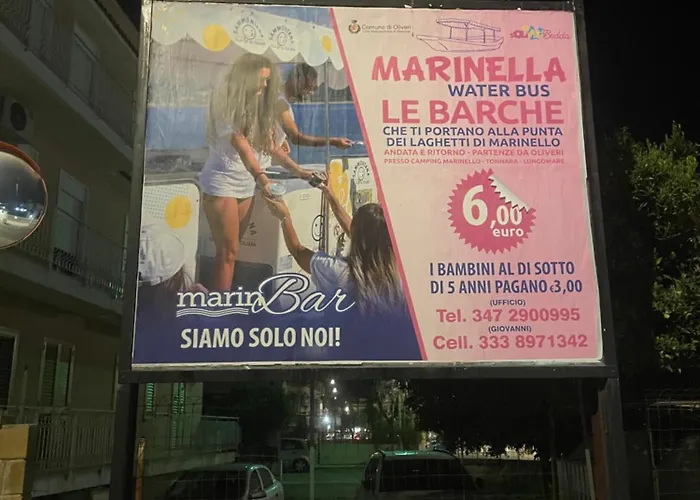 Comune di Oliveri
Bedda
MARINELLA
WATER BUS
LE BARCHE
CHE TI PORTANO ALLA PUNTA
DEI LAGHETTI DI MARINELLO
ANDATA E RITORNO - PARTENZE DA OLIVERI
PRESSO CAMPING MARINELLO - TONNARA - LUNGOMARE
6,00
euro
I BAMBINI AL DI SOTTO
DI 5 ANNI PAGANO €3,00
(UFFICIO)
Tel. 347 2900995
(GIOVANNI)
Cell. 333 8971342
marinBar
SIAMO SOLO NOI!